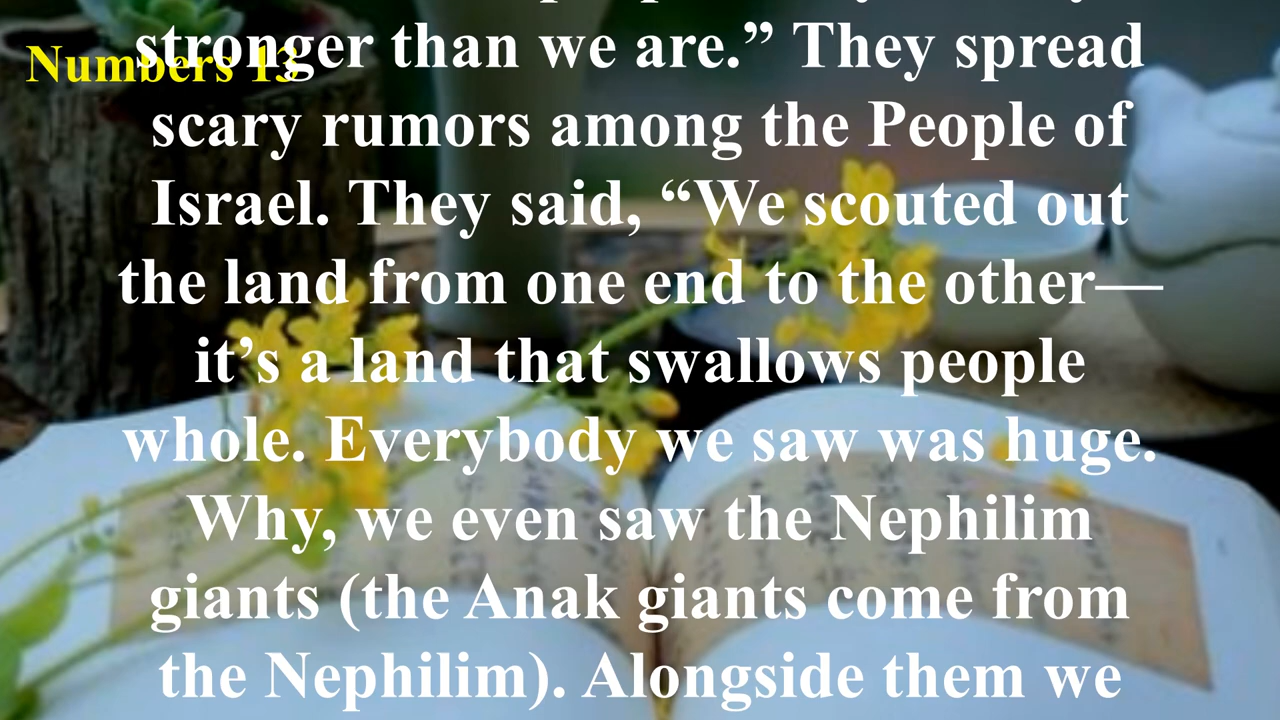 Numbers 13
stronger than we are.” They spread
scary rumors among the People of
Israel. They said, “We scouted out
the land from one end to the other—
it’s a land that swallows people
whole. Everybody we saw was huge.
Why, we even saw the Nephilim
giants (the Anak giants come from
the Nephilim). Alongside them we